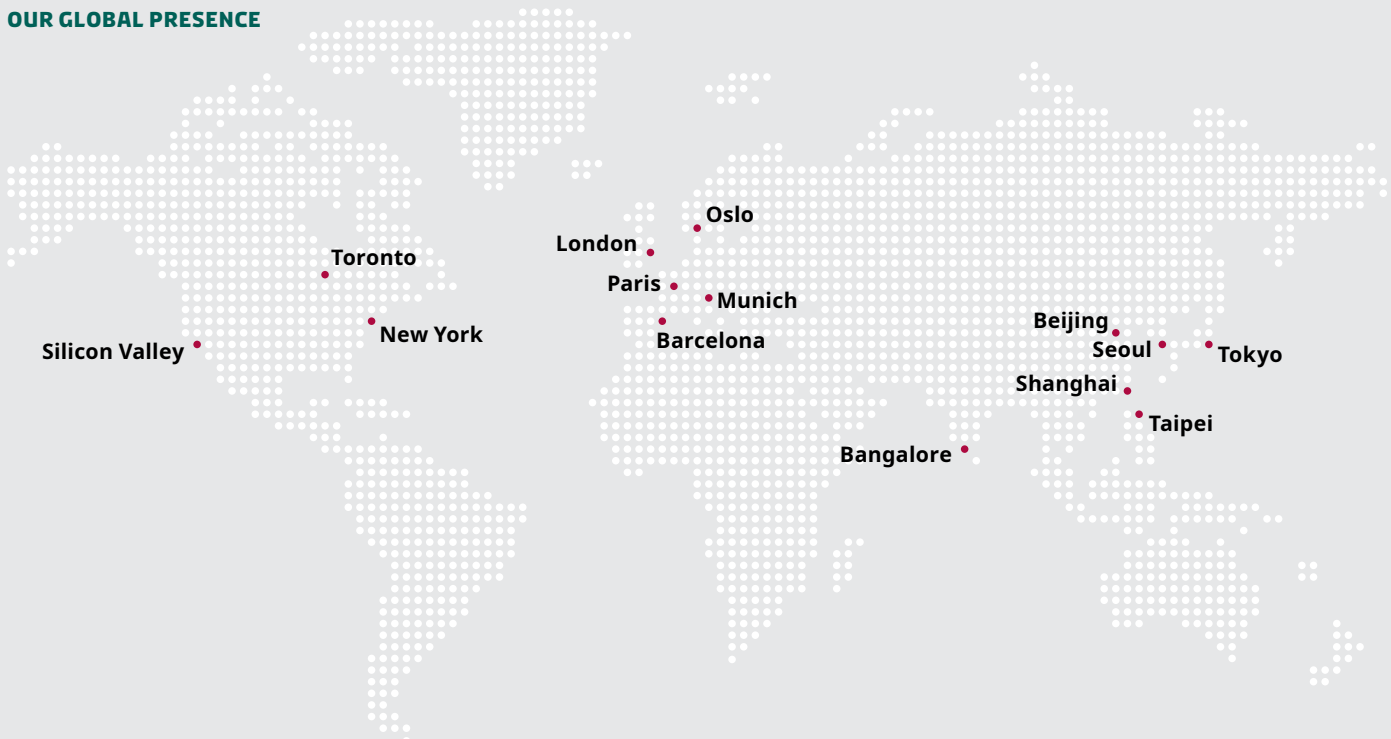 OUR GLOBAL PRESENCE
Oslo
London
Toronto
Paris
Munich
Beijing
New York
Barcelona
Seoul
Silicon Valley
Tokyo
Shanghai
Taipei
Bangalore